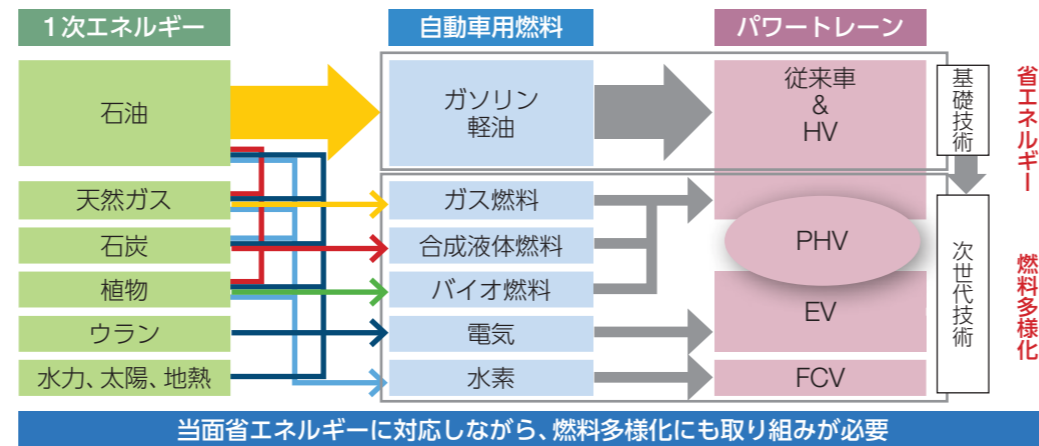 1次エネルギー
自動車用燃料
パワートレーン
石油
ガソリン
軽油
従来車
&
HV
基礎技術
省エネルギー
天然ガス
ガス燃料
石炭
合成液体燃料
PHV
植物
バイオ燃料
次世代技術
燃料多様化
ウラン
電気
EV
水力、太陽、地熱
水素
FCV
当面省エネルギーに対応しながら、燃料多様化にも取り組みが必要